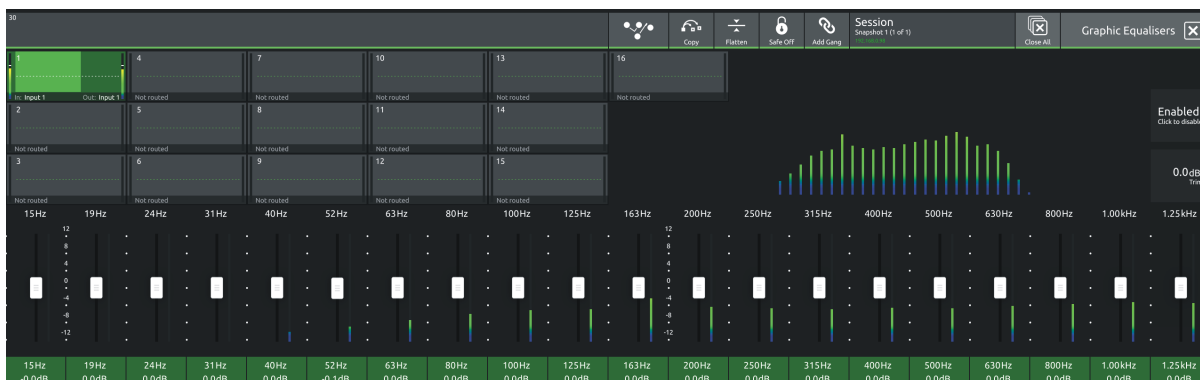 30
Copy
Flatten
Safe OFF
Add Gang
Session
Snapshot 1 (1 of 1)
Close All
Graphic Equalisers
1
4
7
10
13
16
In: Input 1 Out: Input 1
Not routed
Not routed
Not routed
Not routed
Not routed
2
5
8
11
14
Not routed
Not routed
Not routed
Not routed
Not routed
3
6
9
12
15
Not routed
Not routed
Not routed
Not routed
Not routed
Enabled
Click to disable
0.0dB
Trim
15Hz 19Hz 24Hz 31Hz 40Hz 52Hz 63Hz 80Hz 100Hz 125Hz 163Hz 200Hz 250Hz 315Hz 400Hz 500Hz 630Hz 800Hz 1.00kHz 1.25kHz
12 12
8 8
4 4
0 0
-4 -4
-8 -8
-12 -12
15Hz 19Hz 24Hz 31Hz 40Hz 52Hz 63Hz 80Hz 100Hz 125Hz 163Hz 200Hz 250Hz 315Hz 400Hz 500Hz 630Hz 800Hz 1.00kHz 1.25kHz
-0.0dB 0.0dB 0.0dB 0.0dB 0.0dB -0.1dB 0.0dB 0.0dB 0.0dB 0.0dB 0.0dB 0.0dB 0.0dB 0.0dB 0.0dB 0.0dB 0.0dB 0.0dB 0.0dB 0.0dB